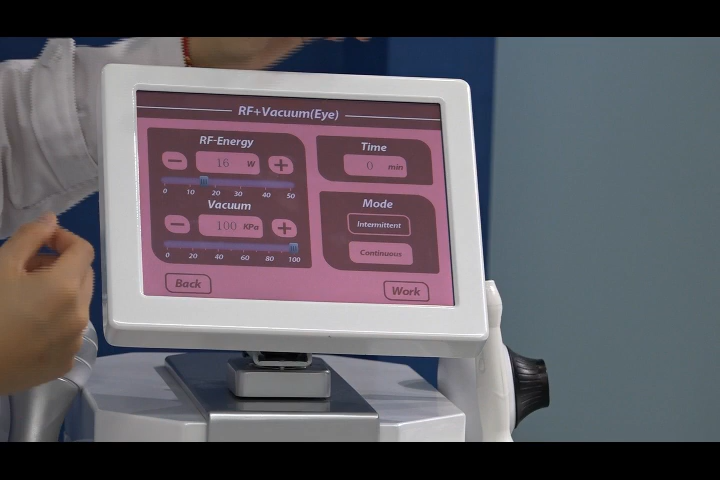 RF+Vacuum(Eye)
RF-Energy
− 16 W +
0 10 20 30 40 50
Vacuum
− 100 KPa +
0 20 40 60 80 100
Time
0 min
Mode
Intermittent
Continuous
Back
Work